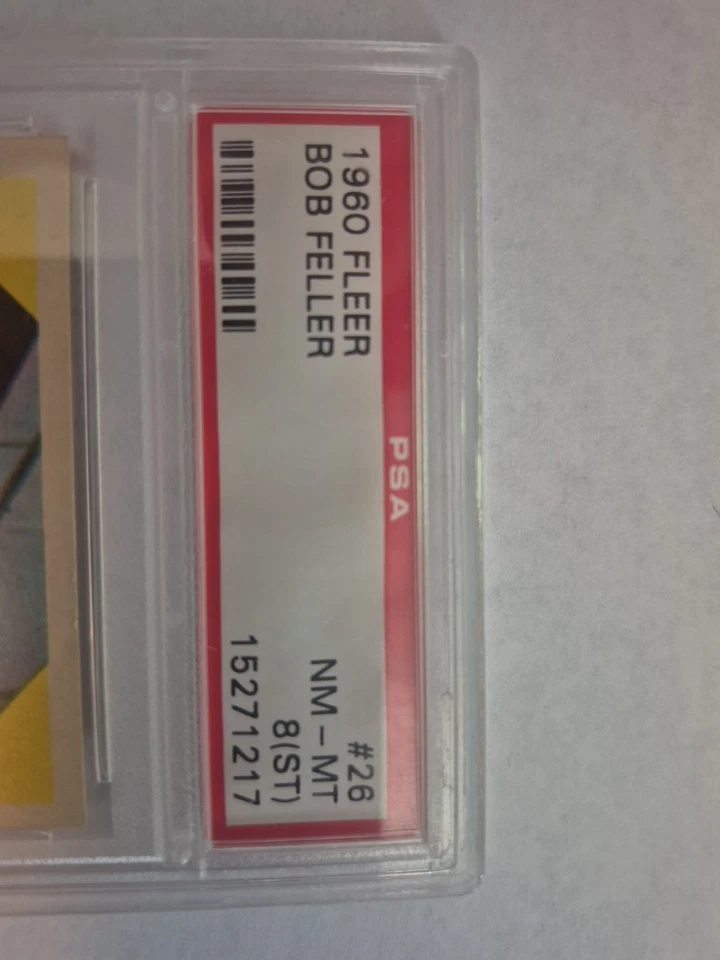 PSA
1960 FLEER #26
BOB FELLER NM-MT
8(ST)
15271217